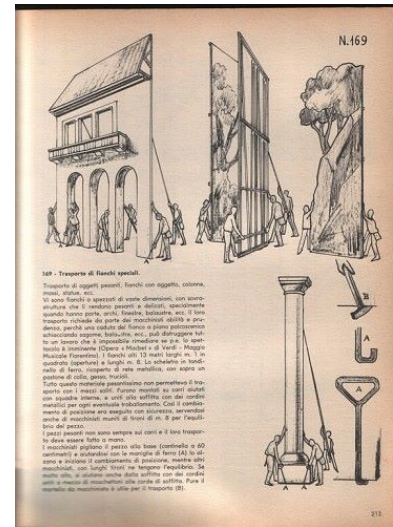 N.169
A
169 - Trasporto di fianchi speciali.
Trasporto di oggetti pesanti, fianchi con oggetto, colonne,
massi, statue, ecc.
Vi sono fianchi o spezzati di vaste dimensioni, con sovra-
strutture che li rendono pesanti e delicati, specialmente
quando hanno porte, archi, finestre, balaustre, ecc. Il loro
trasporto richiede da parte dei macchinisti abilità e pru-
denza, perchè una caduta del fianco a piano palcoscenico
schiacciando sagome, balaustre, ecc., può distruggere tut-
to un lavoro che è impossibile rimediare se p.e. lo spet-
tacolo è imminente (Opera « Macbet » di Verdi - Maggio
Musicale Fiorentino). I fianchi alti 13 metri larghi m. 1 in
quadrato (aperture) e lunghi m. 8. Lo scheletro in tondi-
nello di ferro, ricoperto di rete metallica, con sopra un
pastone di colla, gesso, trucioli.
Tutto questo materiale pesantissimo non permetteva il tra-
sporto con i mezzi soliti. Furono montati su carri aiutati
con squadre interne, e uniti alla soffitta con dei cordini
metallici per ogni eventuale traballamento. Così il cambia-
mento di posizione era eseguito con sicurezza, servendosi
anche di macchinisti muniti di tiranti di m. 8 per l'equili-
brio del pezzo.
I pezzi pesanti non sono sempre sui carri e il loro traspor-
to deve essere fatto a mano.
I macchinisti pigliano il pezzo alla base (cantinella a 60
centimetri) e aiutandosi con le maniglie di ferro (A) lo al-
zano e iniziano il cambiamento di posizione, mentre altri
macchinisti, con lunghi tiranti ne tengono l'equilibrio. Se
molto alto, si aiutano anche dalla soffitta con dei cordini
uniti a mezzo di moschettoni alle corde di soffitta. Pure il
martello da macchinista è utile per il trasporto (B).
B
A
A
A A
213